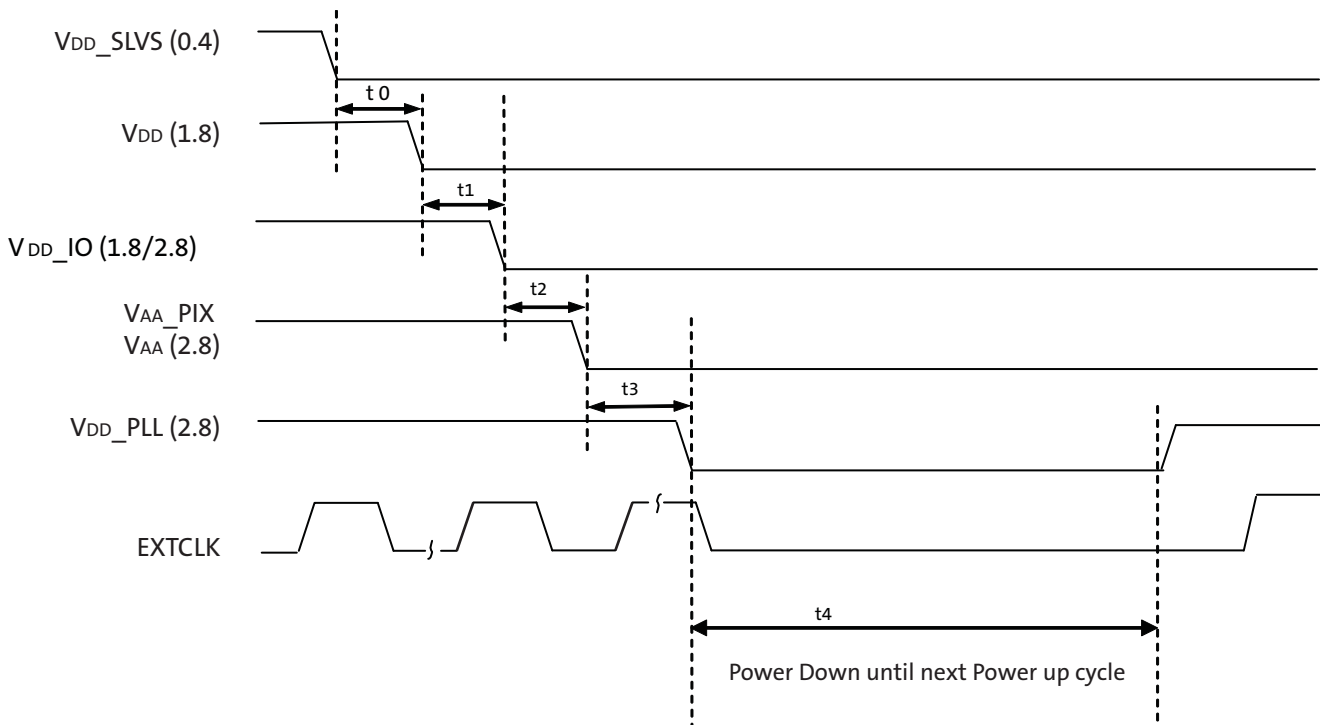 VDD_SLVS (0.4)
t 0
VDD (1.8)
t1
VDD_IO (1.8/2.8)
t2
VAA_PIX
VAA (2.8)
t3
VDD_PLL (2.8)
EXTCLK
t4
Power Down until next Power up cycle